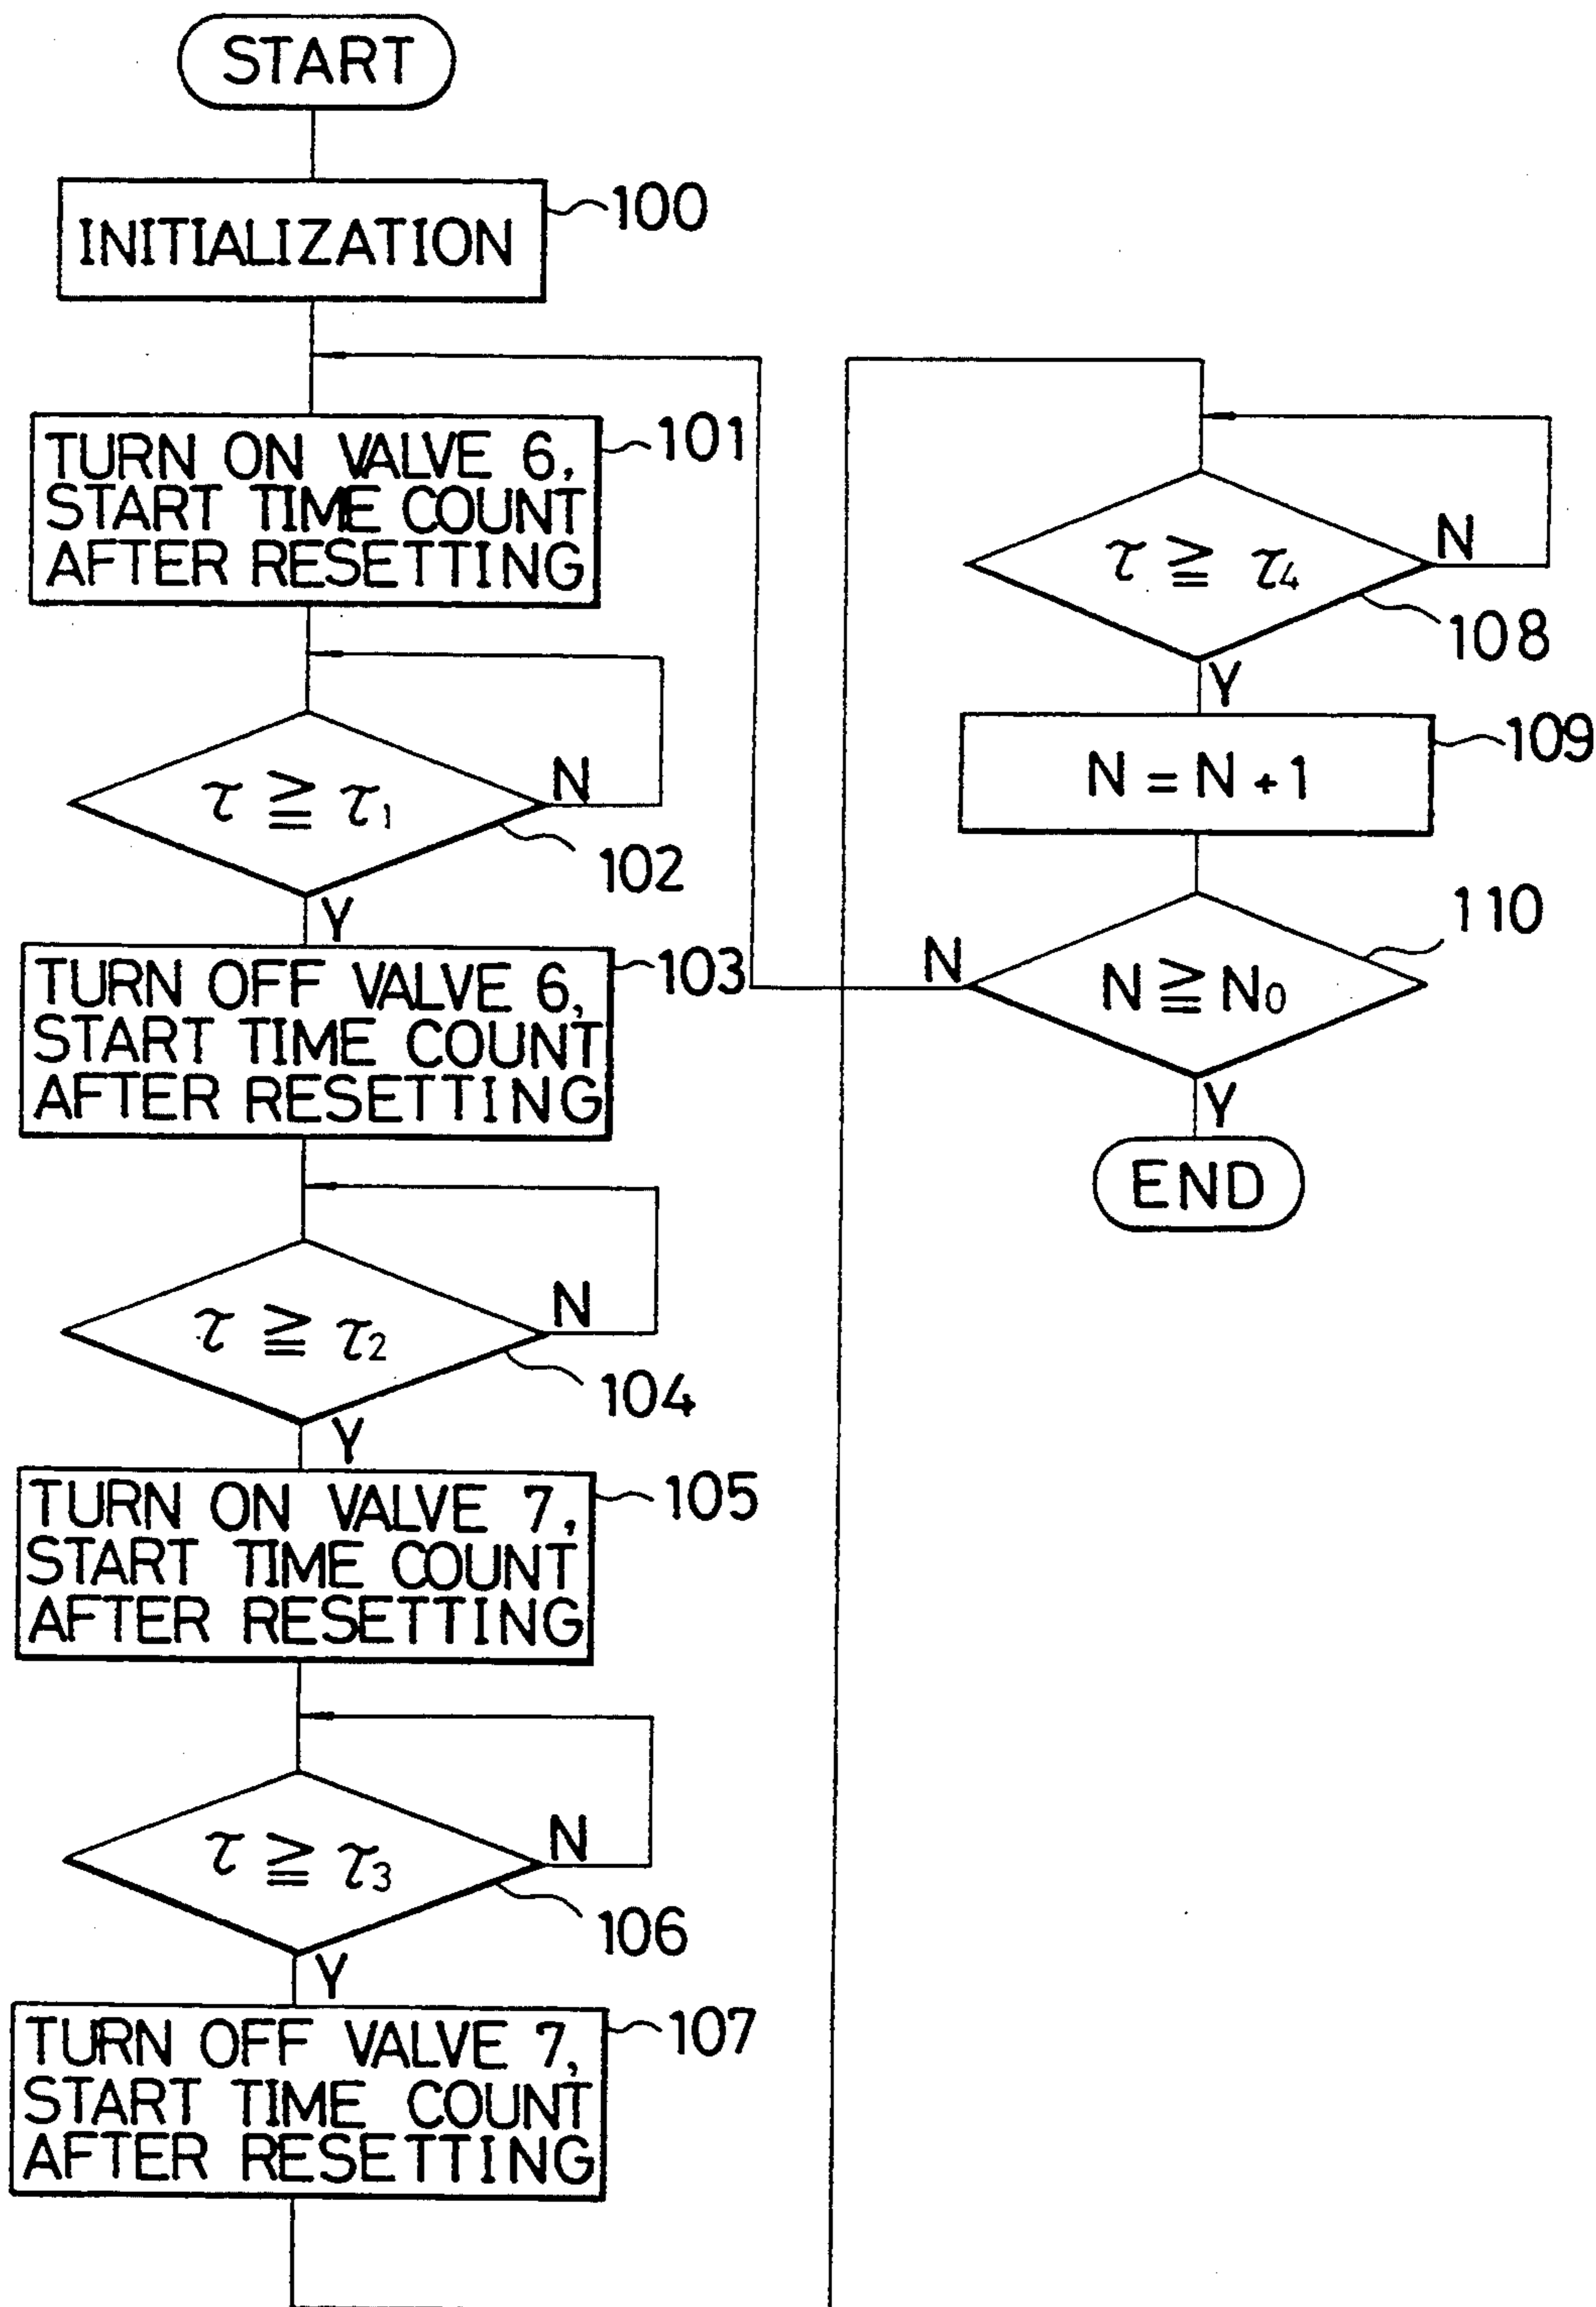 START
INITIALIZATION
100
TURN ON VALVE 6,
START TIME COUNT
AFTER RESETTING
101
τ ≧ τ1
N
102
Y
TURN OFF VALVE 6,
START TIME COUNT
AFTER RESETTING
103
τ ≧ τ2
N
104
Y
TURN ON VALVE 7,
START TIME COUNT
AFTER RESETTING
105
τ ≧ τ3
N
106
Y
TURN OFF VALVE 7,
START TIME COUNT
AFTER RESETTING
107
τ ≧ τ4
N
108
Y
N = N + 1
109
N ≧ N0
110
N
Y
END